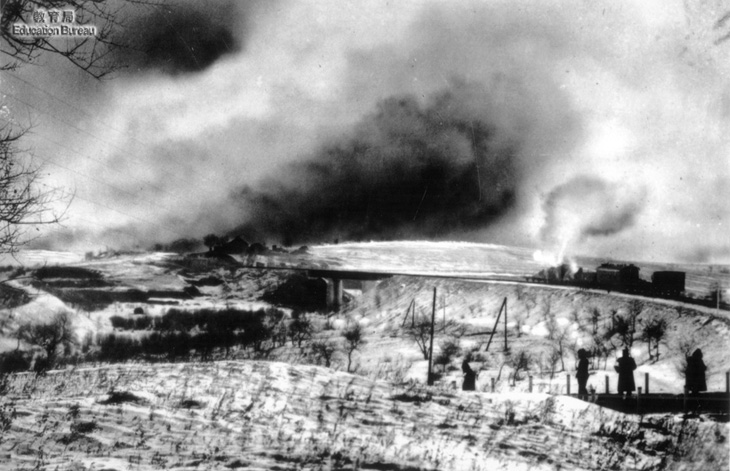 教育局
Education Bureau